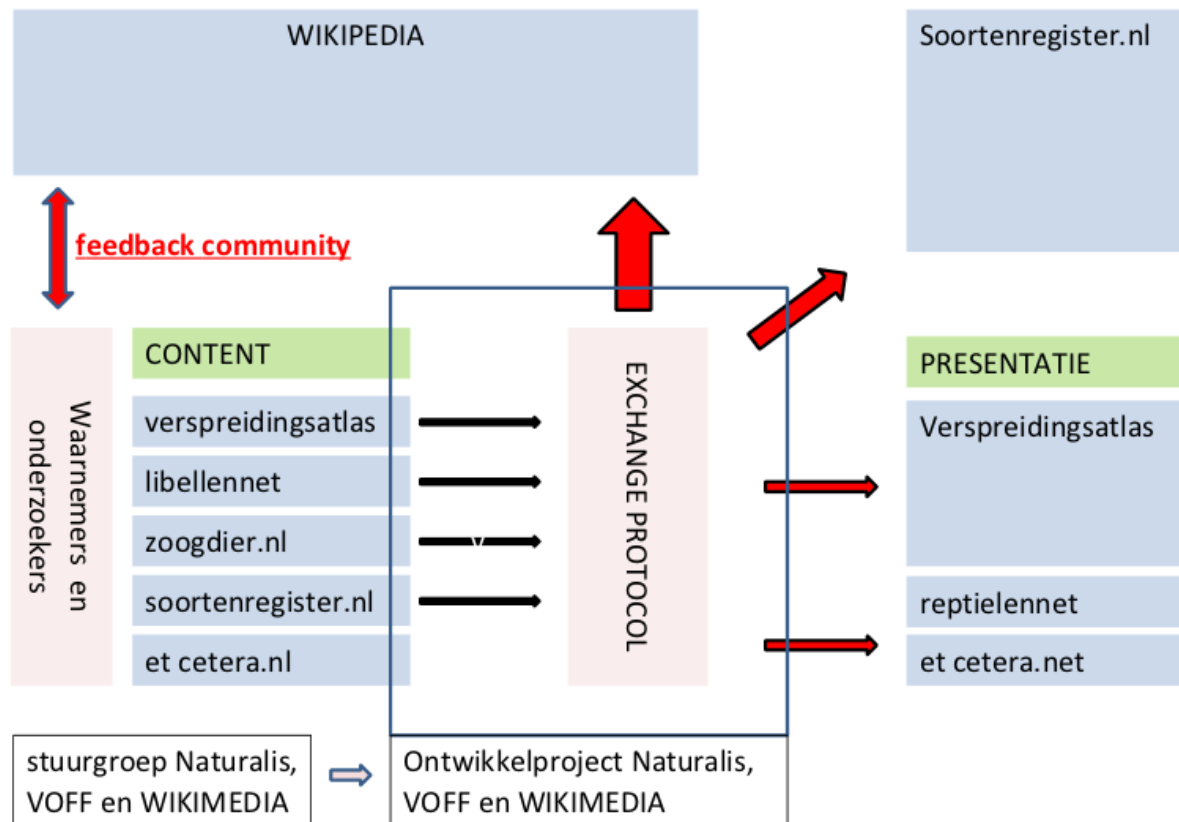 WIKIPEDIA
Soortenregister.nl
feedback community
Waarnemers en
onderzoekers
CONTENT
verspreidingsatlas
libellennet
zoogdier.nl
soortenregister.nl
et cetera.nl
V
EXCHANGE PROTOCOL
PRESENTATIE
Verspreidingsatlas
reptielennet
et cetera.net
stuurgroep Naturalis,
VOFF en WIKIMEDIA
Ontwikkelproject Naturalis,
VOFF en WIKIMEDIA